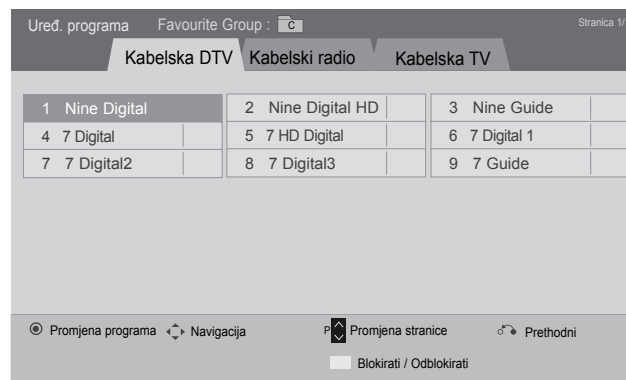 Uređ. programa Favourite Group : C Stranica 1/
Kabelska DTV Kabelski radio Kabelska TV
1 Nine Digital 2 Nine Digital HD 3 Nine Guide
4 7 Digital 5 7 HD Digital 6 7 Digital 1
7 7 Digital2 8 7 Digital3 9 7 Guide
Promjena programa Navigacija P Promjena stranice Prethodni
Blokirati / Odblokirati